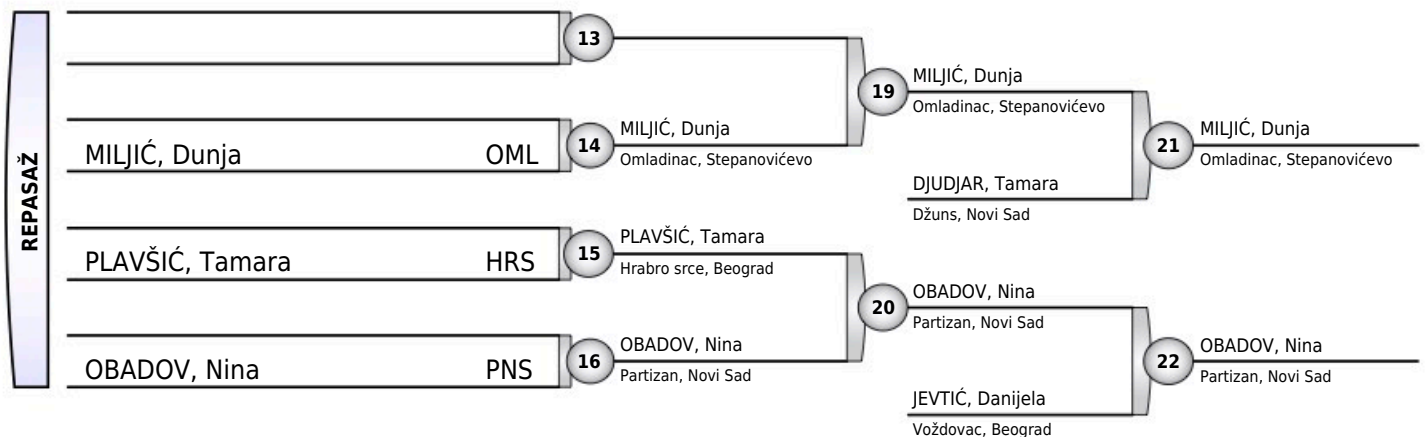 REPASAŽ
13
MILJIĆ, Dunja OML
14
MILJIĆ, Dunja
Omladinac, Stepanovićevo
PLAVŠIĆ, Tamara HRS
15
PLAVŠIĆ, Tamara
Hrabro srce, Beograd
OBADOV, Nina PNS
16
OBADOV, Nina
Partizan, Novi Sad
19
MILJIĆ, Dunja
Omladinac, Stepanovićevo
DJUDJAR, Tamara
Džuns, Novi Sad
20
OBADOV, Nina
Partizan, Novi Sad
JEVTIĆ, Danijela
Voždovac, Beograd
21
MILJIĆ, Dunja
Omladinac, Stepanovićevo
22
OBADOV, Nina
Partizan, Novi Sad